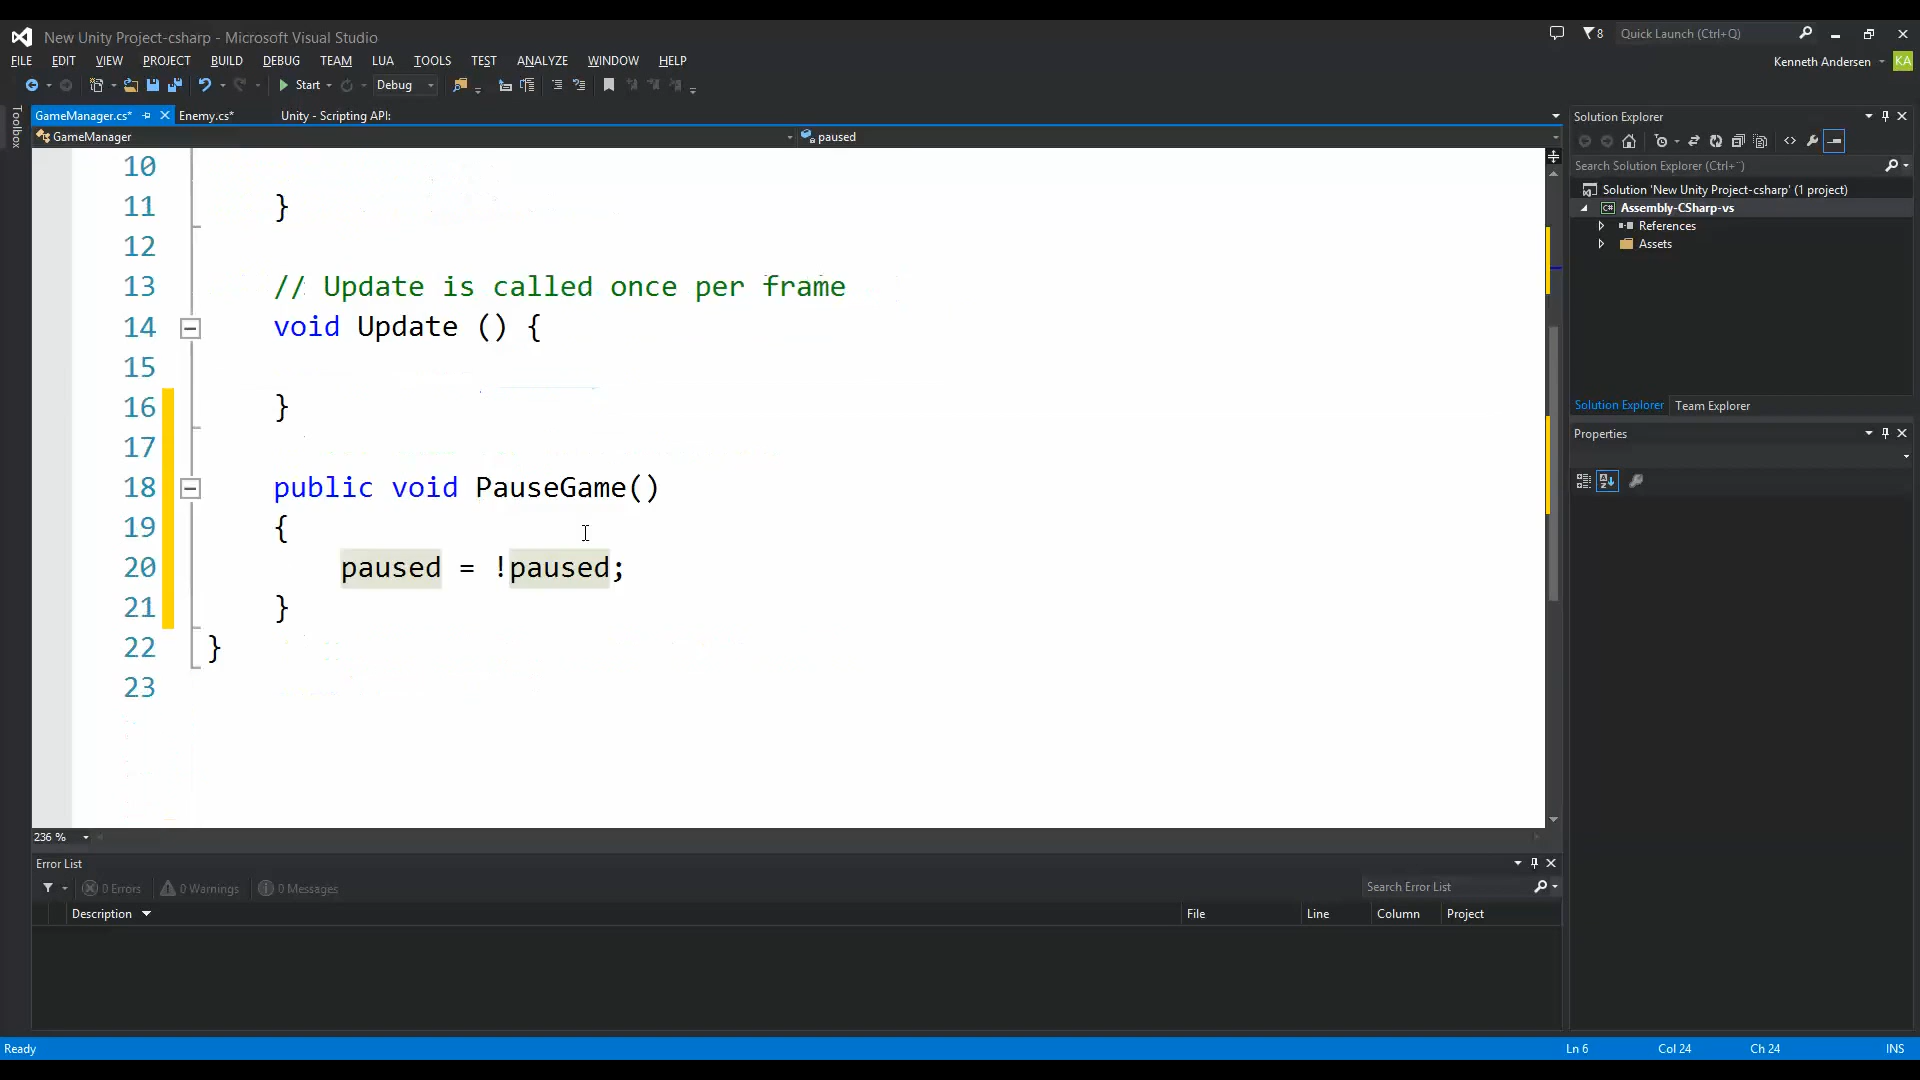 New Unity Project-csharp - Microsoft Visual Studio
8
Quick Launch (Ctrl+Q)
FILE EDIT VIEW PROJECT BUILD DEBUG TEAM LUA TOOLS TEST ANALYZE WINDOW HELP
Kenneth Andersen
KA
Start
Debug
Toolbox
GameManager.cs*
Enemy.cs*
Unity - Scripting API:
GameManager
paused
10
11 }
12
13 // Update is called once per frame
14 void Update () {
15
16 }
17
18 public void PauseGame()
19 {
20 paused = !paused;
21 }
22 }
23
236 %
Solution Explorer
Search Solution Explorer (Ctrl+¨)
Solution 'New Unity Project-csharp' (1 project)
C# Assembly-CSharp-vs
References
Assets
Solution Explorer Team Explorer
Properties
Error List
0 Errors 0 Warnings 0 Messages
Search Error List
Description File Line Column Project
Ready Ln 6 Col 24 Ch 24 INS